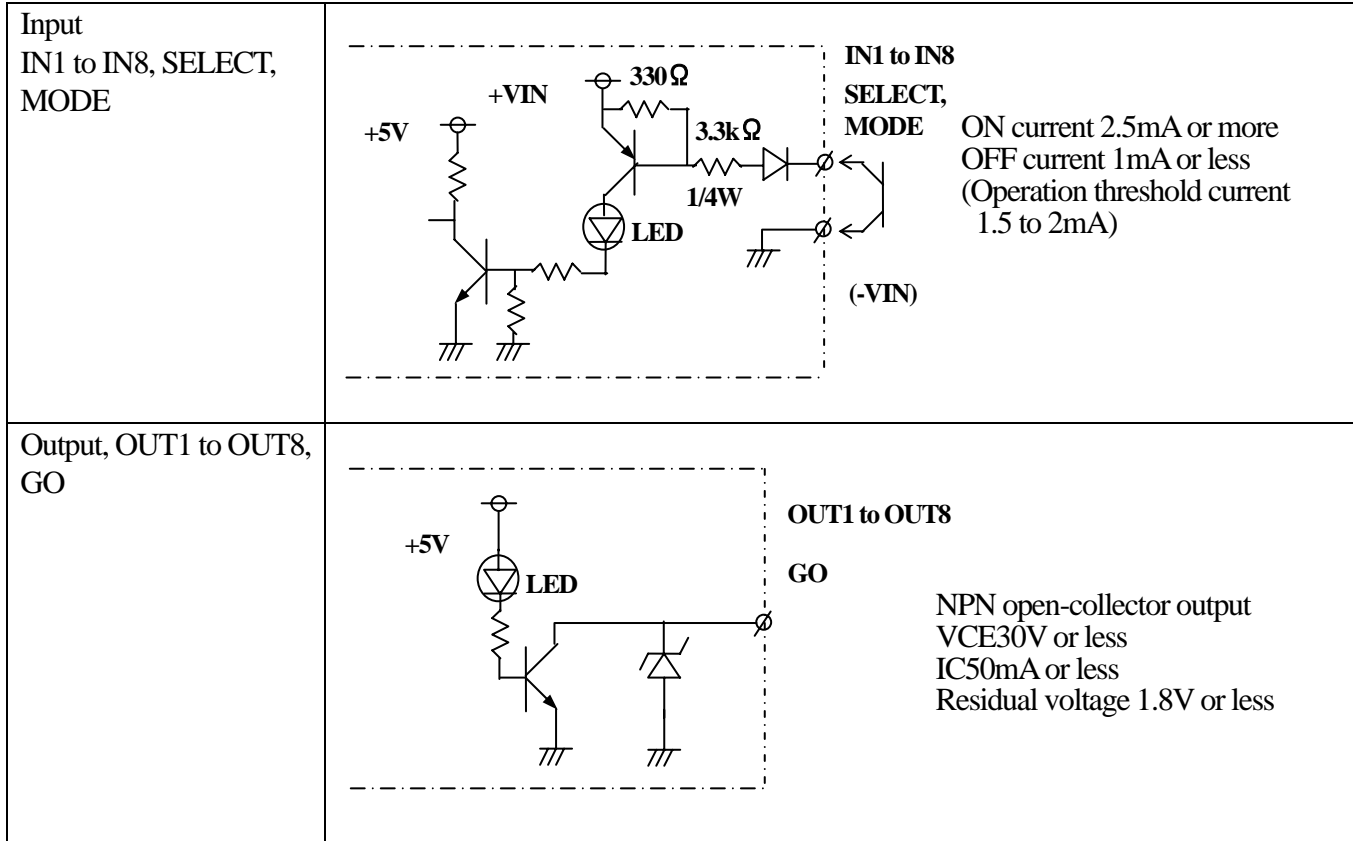 Input
IN1 to IN8, SELECT,
MODE
+5V
+VIN
330Ω
3.3kΩ
1/4W
LED
IN1 to IN8
SELECT,
MODE
(-VIN)
ON current 2.5mA or more
OFF current 1mA or less
(Operation threshold current
1.5 to 2mA)
Output, OUT1 to OUT8,
GO
+5V
LED
OUT1 to OUT8
GO
NPN open-collector output
VCE30V or less
IC50mA or less
Residual voltage 1.8V or less